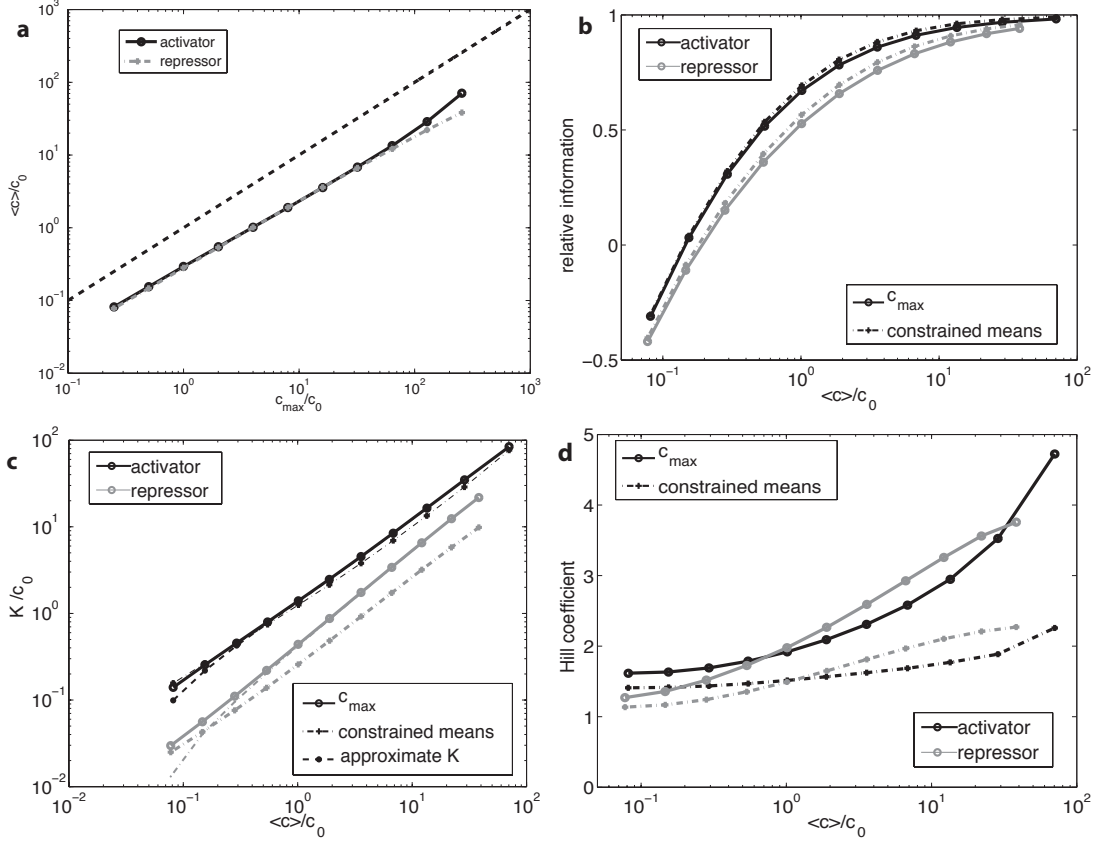 a
activator
repressor
10^3
10^2
10^1
10^0
10^-1
10^-2
<c>/c_0
10^-1
10^0
10^1
10^2
10^3
c_max/c_0
b
activator
repressor
1
0.5
0
−0.5
relative information
c_max
constrained means
10^-1
10^0
10^1
10^2
<c>/c_0
c
activator
repressor
10^2
10^1
10^0
10^-1
10^-2
K/c_0
c_max
constrained means
approximate K
10^-2
10^-1
10^0
10^1
10^2
<c>/c_0
d
c_max
constrained means
5
4
3
2
1
0
Hill coefficient
activator
repressor
10^-1
10^0
10^1
10^2
<c>/c_0